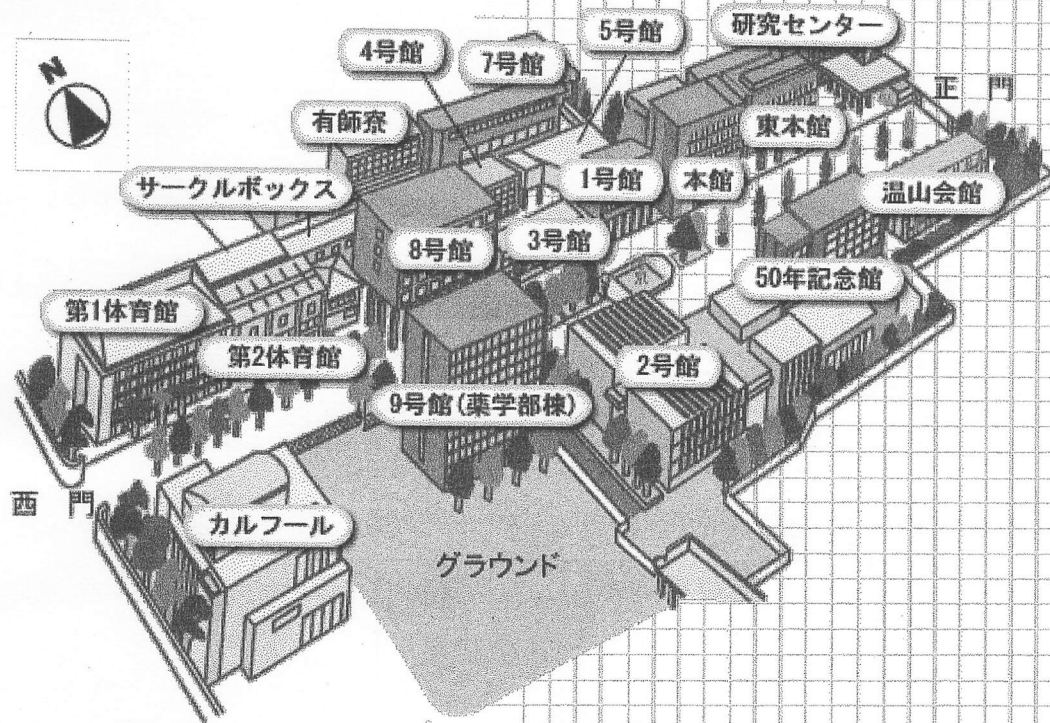 N
研究センター
5号館
4号館
7号館
正門
有師寮
東本館
サークルボックス
1号館
本館
温山会館
8号館
3号館
50年記念館
第1体育館
第2体育館
2号館
9号館(薬学部棟)
西門
カルフール
グラウンド